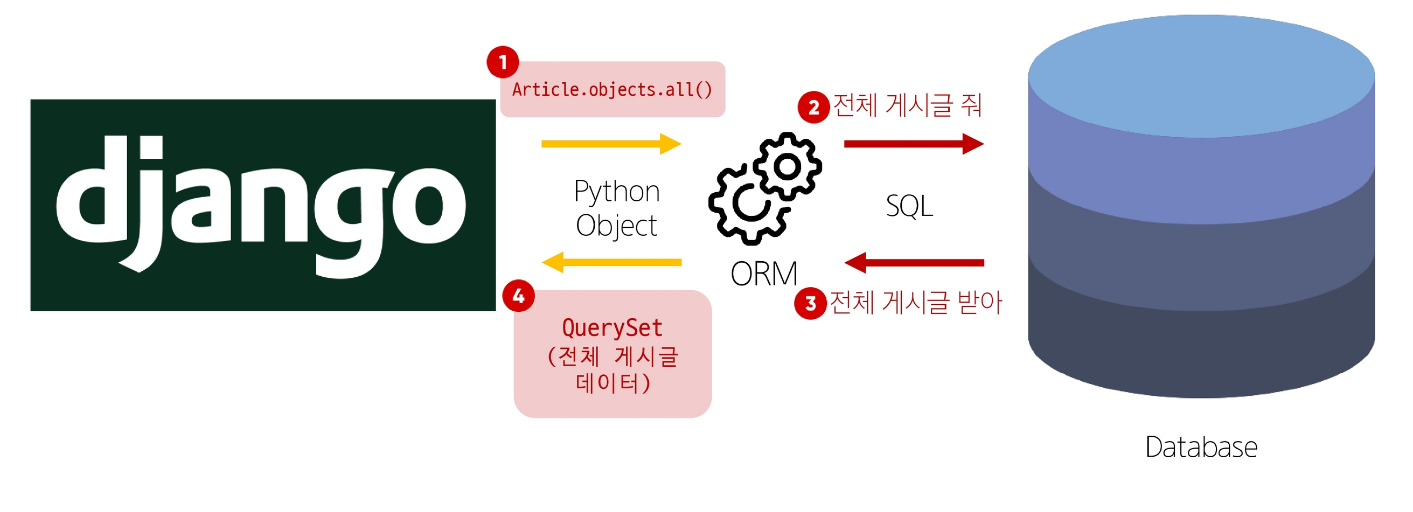 django
1
Article.objects.all()
Python
Object
4
QuerySet
(전체 게시글
데이터)
ORM
2 전체 게시글 줘
SQL
3 전체 게시글 받아
Database